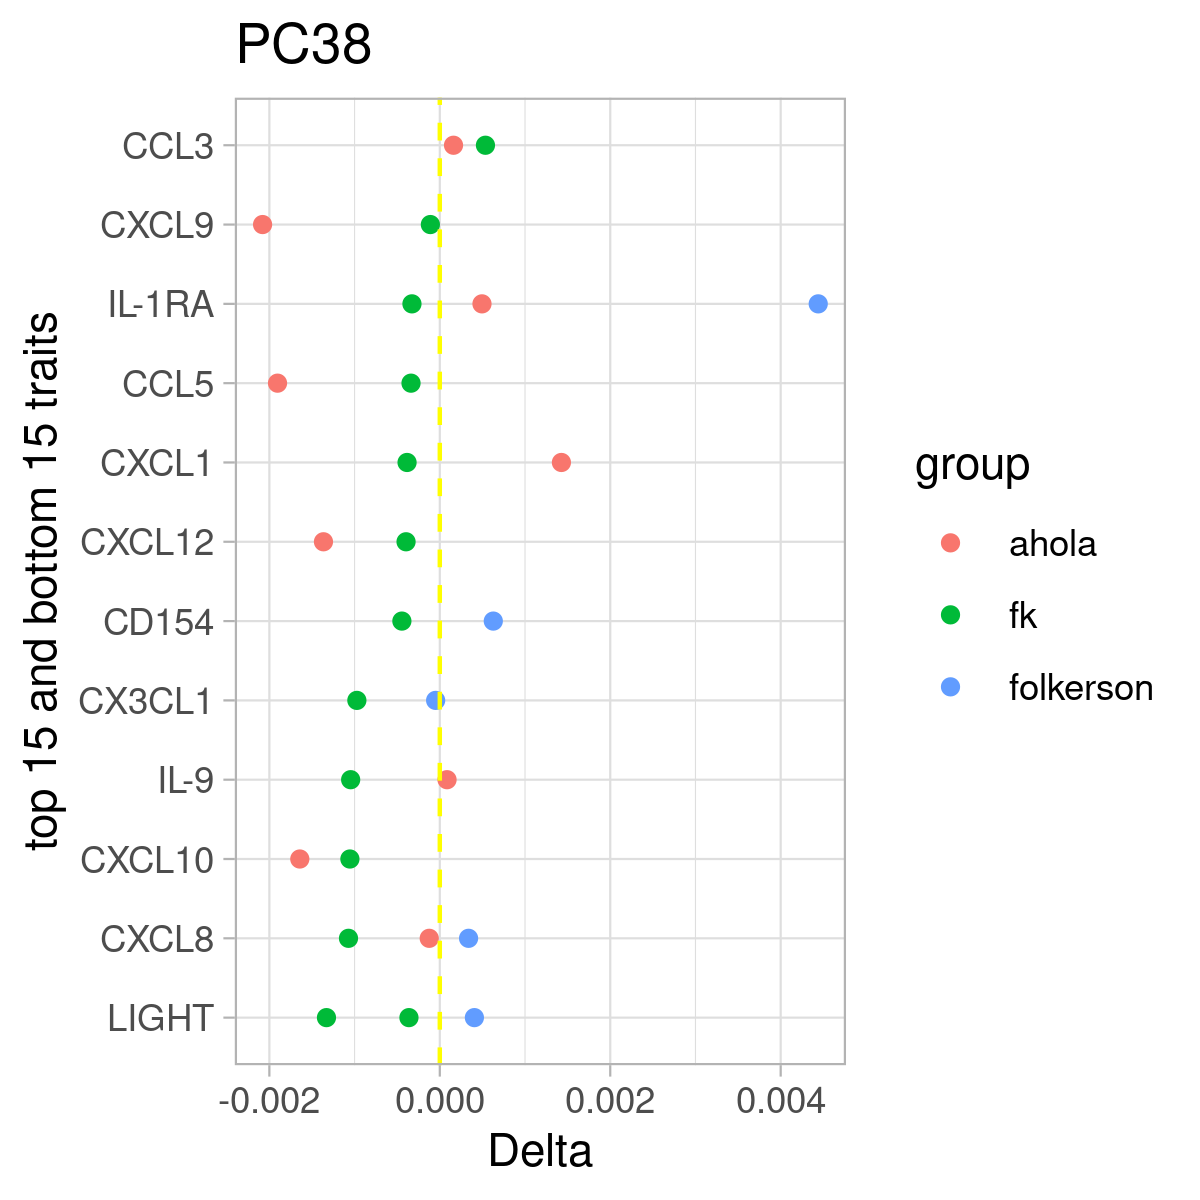 PC38
top 15 and bottom 15 traits
CCL3
CXCL9
IL-1RA
CCL5
CXCL1
CXCL12
CD154
CX3CL1
IL-9
CXCL10
CXCL8
LIGHT
-0.002 0.000 0.002 0.004
Delta
group
ahola
fk
folkerson